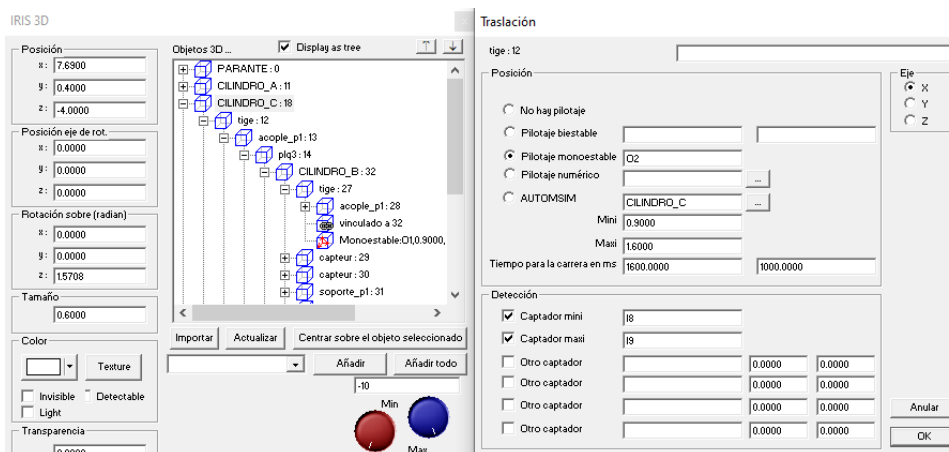 IRIS 3D
Posición
x: 7.6900
y: 0.4000
z: -4.0000
Posición eje de rot.
x: 0.0000
y: 0.0000
z: 0.0000
Rotación sobre (radian)
x: 0.0000
y: 0.0000
z: 1.5708
Tamaño
0.6000
Color
Texture
Invisible Detectable
Light
Transparencia
0.0000
Objetos 3D ... Display as tree
PARANTE : 0
CILINDRO_A : 11
CILINDRO_C : 18
tige : 12
acople_p1 : 13
plq3 : 14
CILINDRO_B : 32
tige : 27
acople_p1 : 28
vinculado a 32
Monoestable:O1,0.9000,
capteur : 29
capteur : 30
soporte_p1 : 31
Importar Actualizar Centrar sobre el objeto seleccionado
Añadir Añadir todo
-10
Min
Max
Traslación
tige : 12
Posición
No hay pilotaje
Pilotaje biestable
Pilotaje monoestable O2
Pilotaje numérico ...
AUTOMSIM CILINDRO_C ...
Mini 0.9000
Maxi 1.6000
Tiempo para la carrera en ms 1600.0000 1000.0000
Detección
Captador mini I8
Captador maxi I9
Otro captador 0.0000 0.0000
Otro captador 0.0000 0.0000
Otro captador 0.0000 0.0000
Otro captador 0.0000 0.0000
Eje
X
Y
Z
Anular
OK